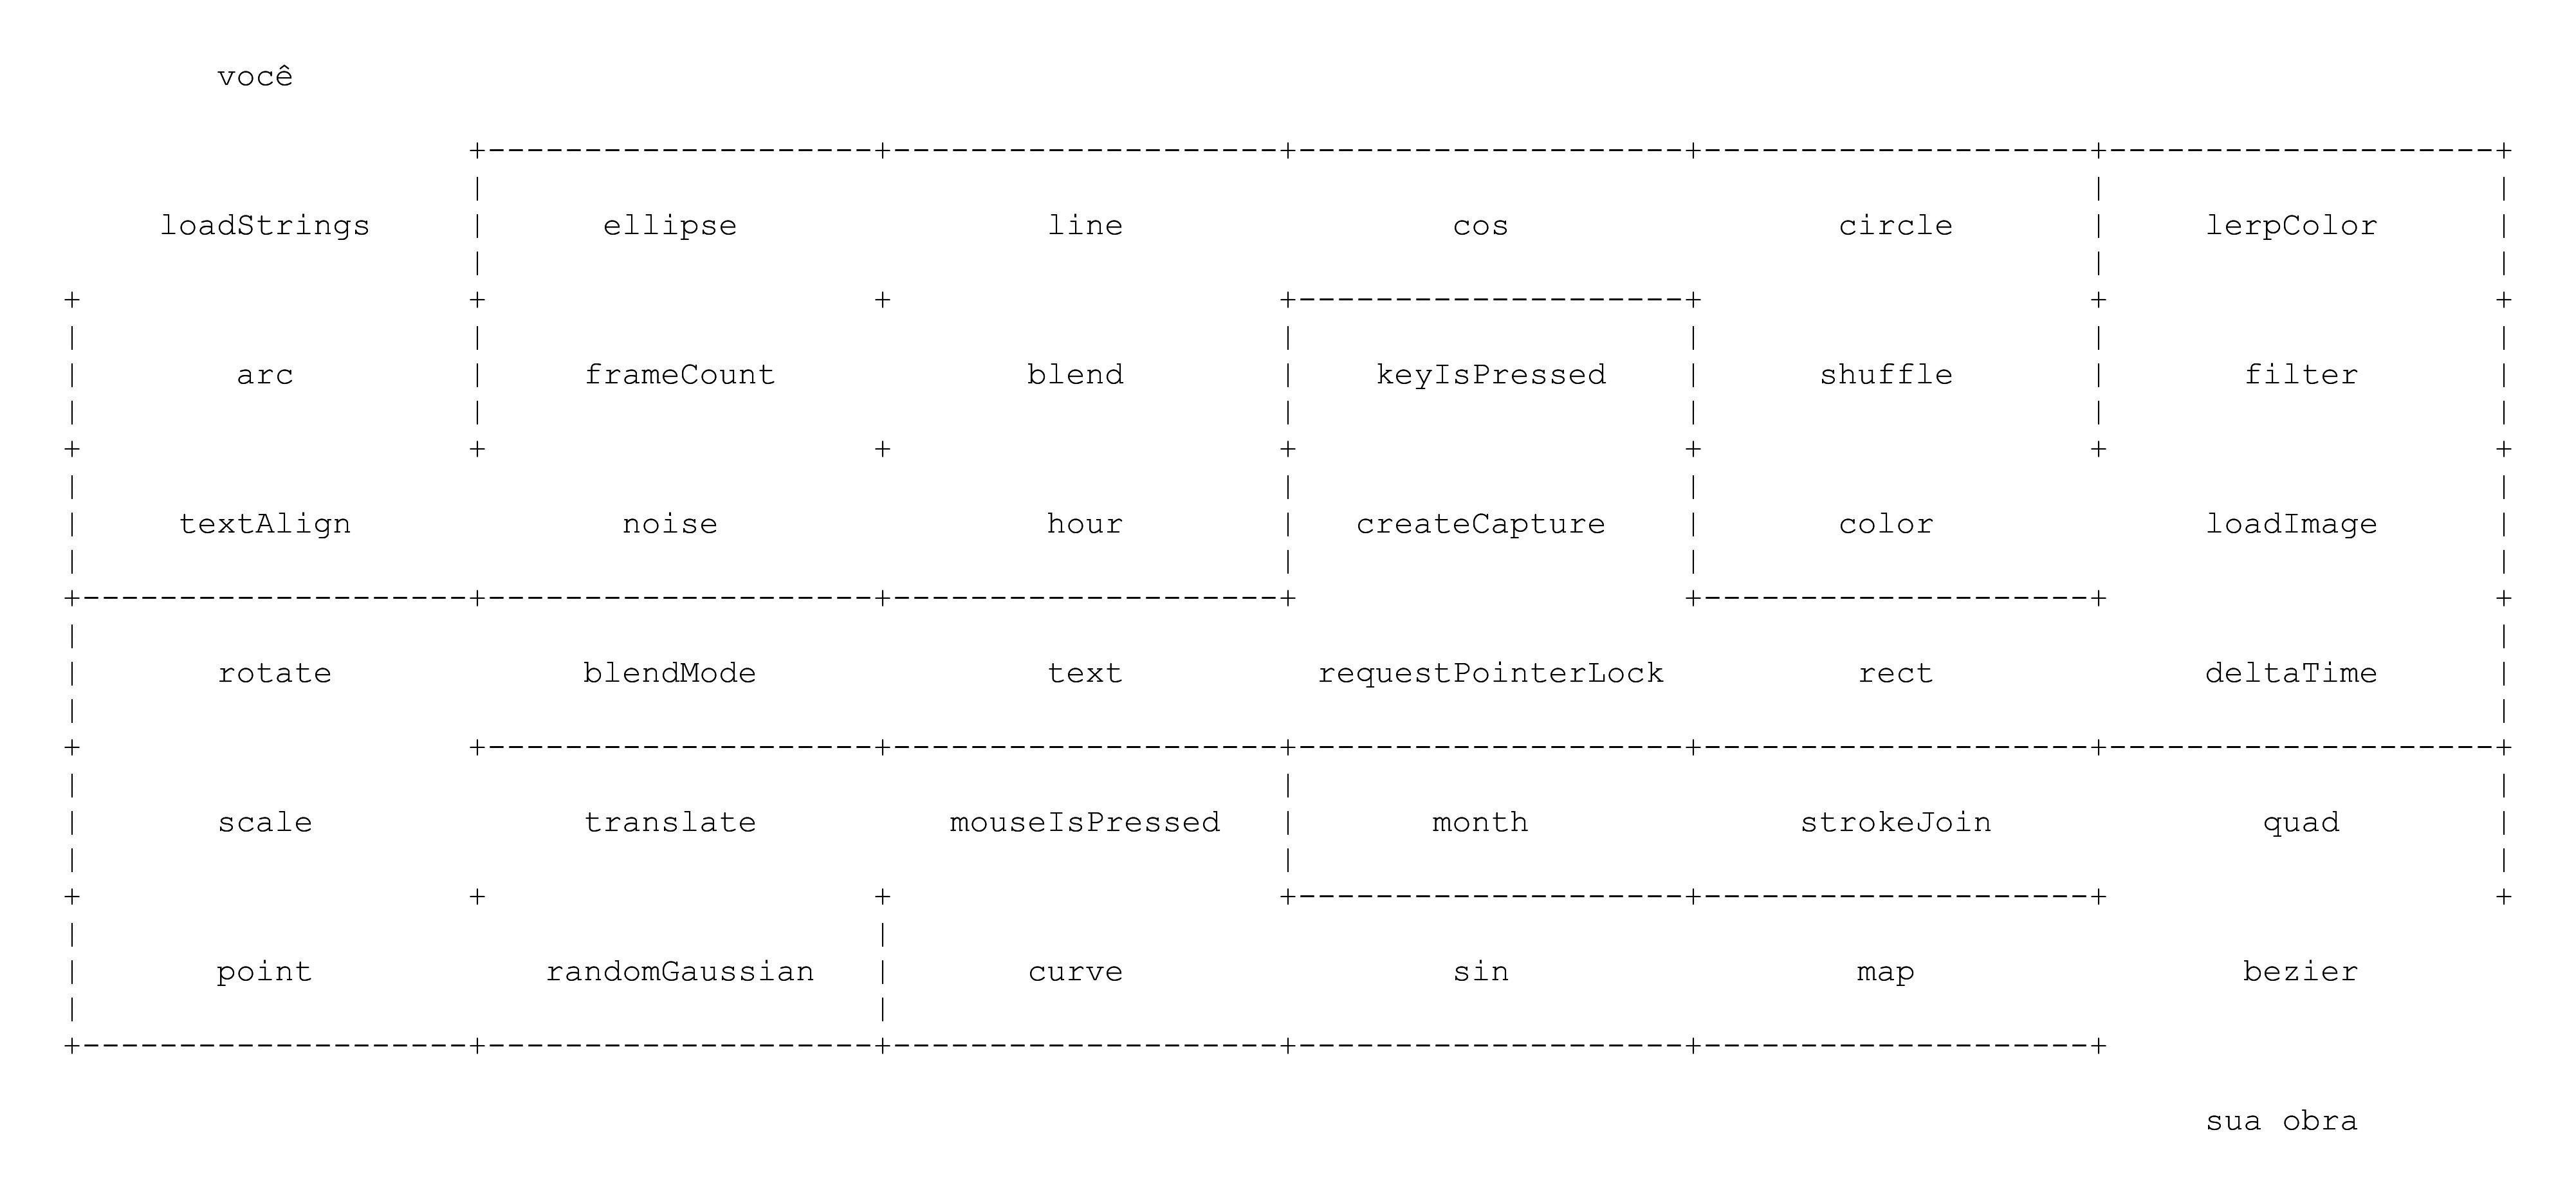 você
loadStrings ellipse line cos circle lerpColor
arc frameCount blend keyIsPressed shuffle filter
textAlign noise hour createCapture color loadImage
rotate blendMode text requestPointerLock rect deltaTime
scale translate mouseIsPressed month strokeJoin quad
point randomGaussian curve sin map bezier
sua obra